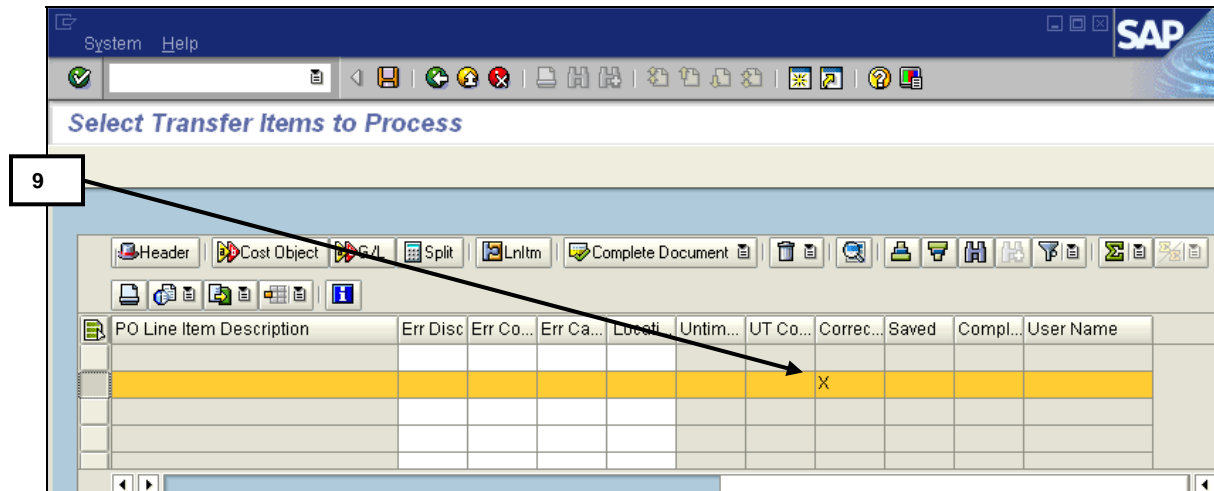 System Help
SAP
Select Transfer Items to Process
9
Header Cost Object G/L Split LnItm Complete Document
PO Line Item Description Err Disc Err Co... Err Ca... Locati... Untim... UT Co... Correc... Saved Compl... User Name
X